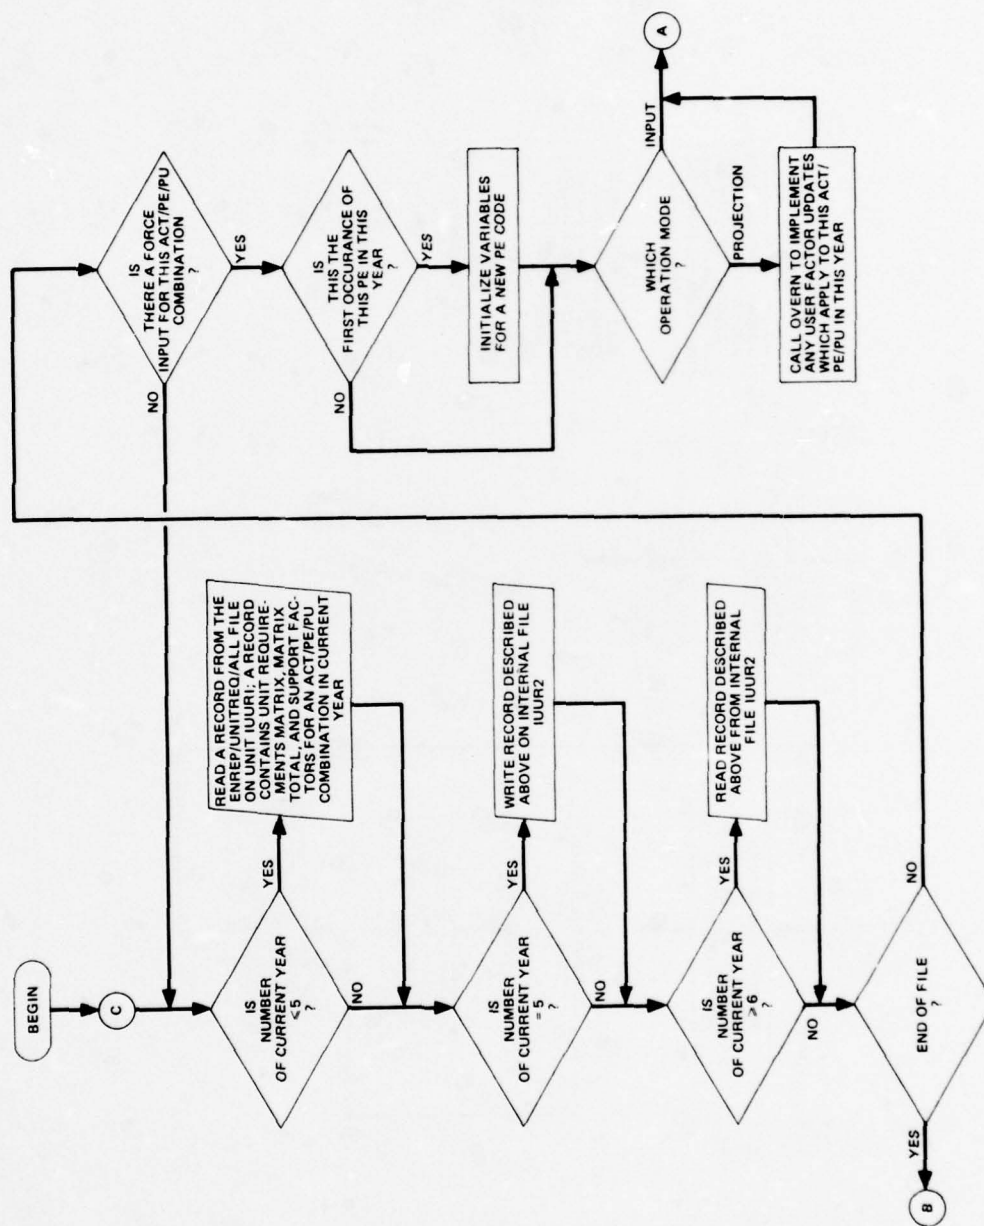 BEGIN
C
IS
NUMBER
OF CURRENT YEAR
≤5
?
YES
NO
READ A RECORD FROM THE
ENREP/UNITREQ/ALL FILE
ON UNIT IUURI; A RECORD
CONTAINS UNIT REQUIRE-
MENTS MATRIX, MATRIX
TOTAL, AND SUPPORT FAC-
TORS FOR AN ACT/PE/PU
COMBINATION IN CURRENT
YEAR
IS
NUMBER
OF CURRENT YEAR
= 5
?
YES
NO
WRITE RECORD DESCRIBED
ABOVE ON INTERNAL FILE
IUUR2
IS
NUMBER
OF CURRENT YEAR
≥6
?
YES
NO
READ RECORD DESCRIBED
ABOVE FROM INTERNAL
FILE IUUR2
END OF FILE
?
YES
B
NO
IS
THERE A FORCE
INPUT FOR THIS ACT/PE/PU
COMBINATION
?
NO
YES
IS
THIS THE
FIRST OCCURANCE OF
THIS PE IN THIS
YEAR
?
NO
YES
INITIALIZE VARIABLES
FOR A NEW PE CODE
WHICH
OPERATION MODE
?
INPUT
A
PROJECTION
CALL OVERN TO IMPLEMENT
ANY USER FACTOR UPDATES
WHICH APPLY TO THIS ACT/
PE/PU IN THIS YEAR